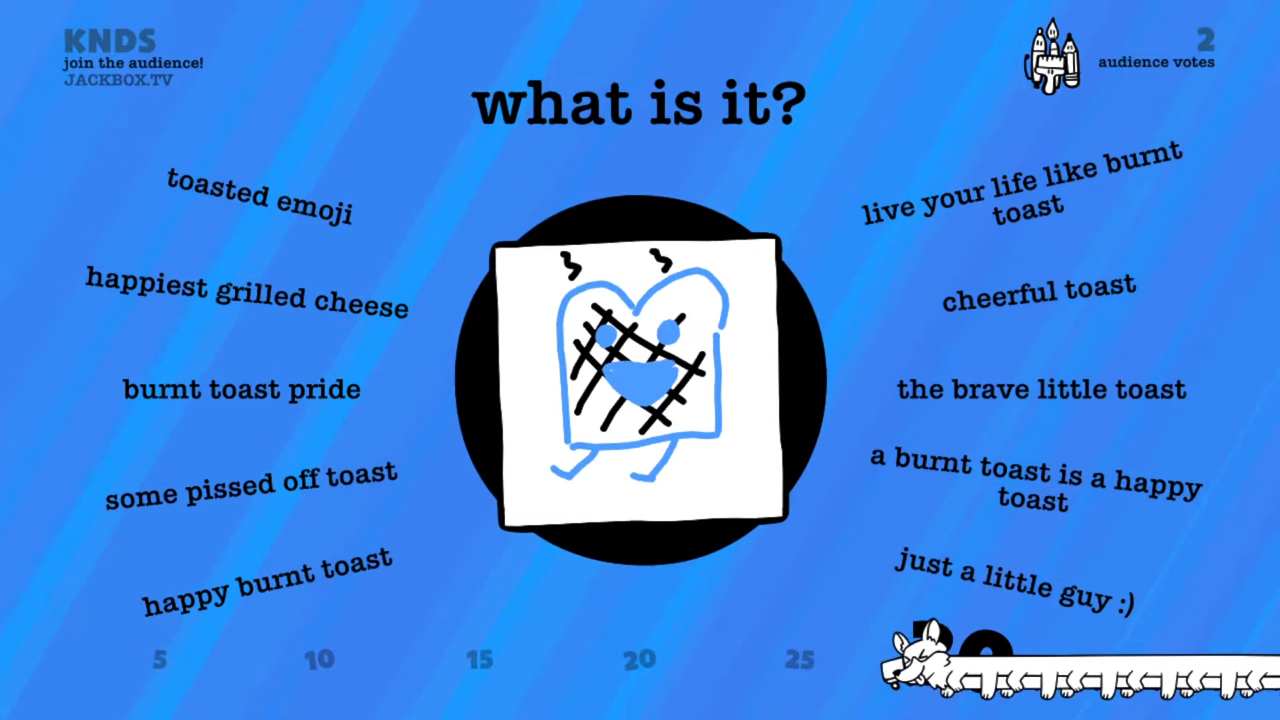 KNDS
join the audience!
JACKBOX.TV
2
audience votes
what is it?
toasted emoji
happiest grilled cheese
burnt toast pride
some pissed off toast
happy burnt toast
live your life like burnt
toast
cheerful toast
the brave little toast
a burnt toast is a happy
toast
just a little guy :)
5 10 15 20 25